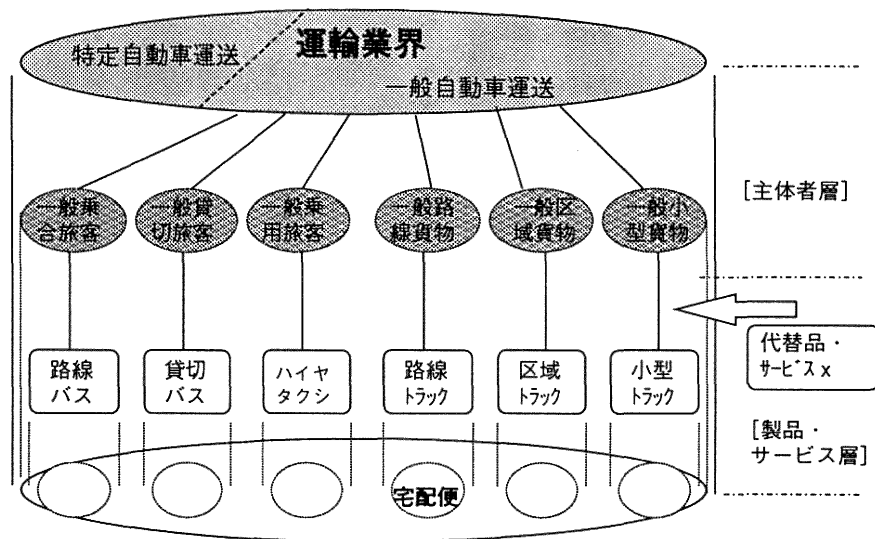 特定自動車運送
運輸業界
一般自動車運送
[主体者層]
一般乗
合旅客
一般貸
切旅客
一般乗
用旅客
一般路
線貨物
一般区
域貨物
一般小
型貨物
路線
バス
貸切
バス
ハイヤ
タクシ
路線
トラック
区域
トラック
小型
トラック
代替品・
サービスx
[製品・
サービス層]
宅配便